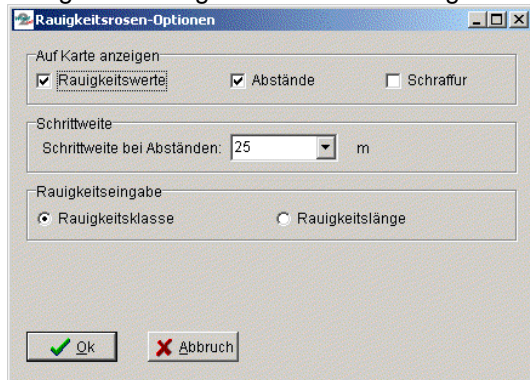 Rauigkeitsrosen-Optionen
Auf Karte anzeigen
Rauigkeitswerte Abstände Schraffur
Schrittweite
Schrittweite bei Abständen: 25 m
Rauigkeitseingabe
Rauigkeitsklasse Rauigkeitslänge
Ok Abbruch